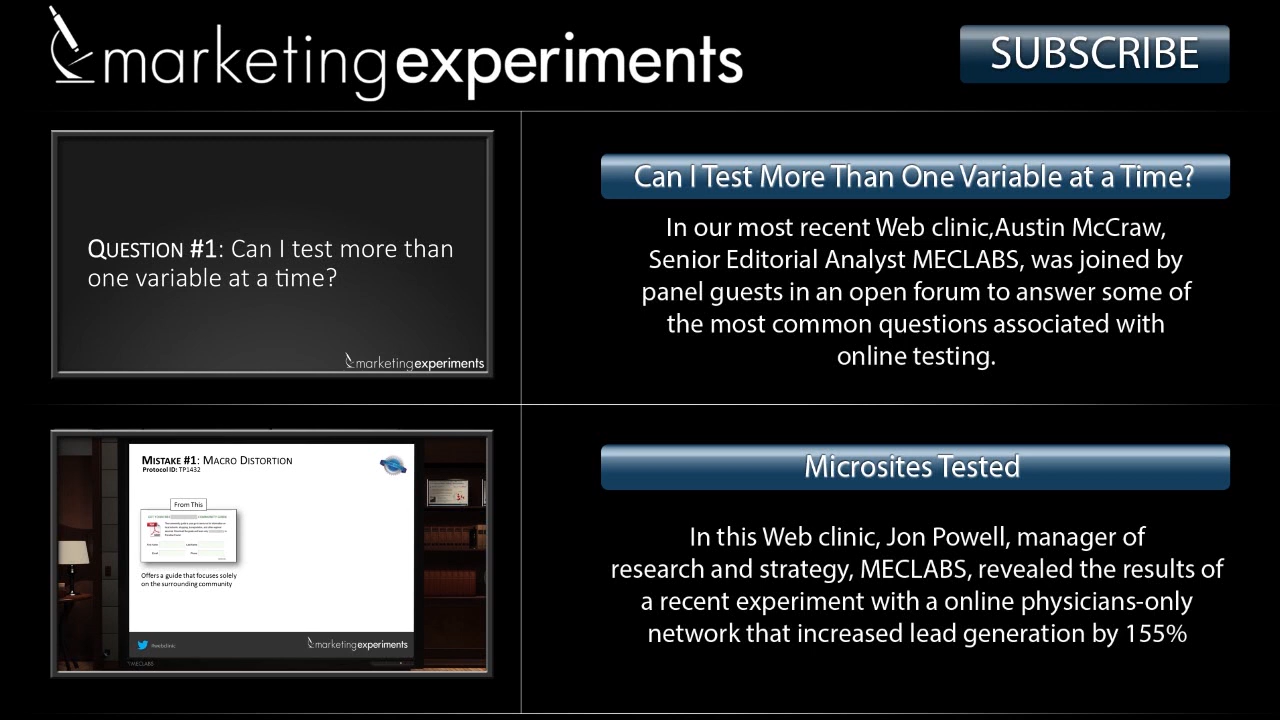 marketingexperiments
SUBSCRIBE
QUESTION #1: Can I test more than
one variable at a time?
marketingexperiments
Can I Test More Than One Variable at a Time?
In our most recent Web clinic,Austin McCraw,
Senior Editorial Analyst MECLABS, was joined by
panel guests in an open forum to answer some of
the most common questions associated with
online testing.
MISTAKE #1: MACRO DISTORTION
Protocol ID: TP1432
From This
Offers a guide that focuses solely
on the surrounding community
#webclinic
marketingexperiments
MECLABS
Microsites Tested
In this Web clinic, Jon Powell, manager of
research and strategy, MECLABS, revealed the results of
a recent experiment with a online physicians-only
network that increased lead generation by 155%